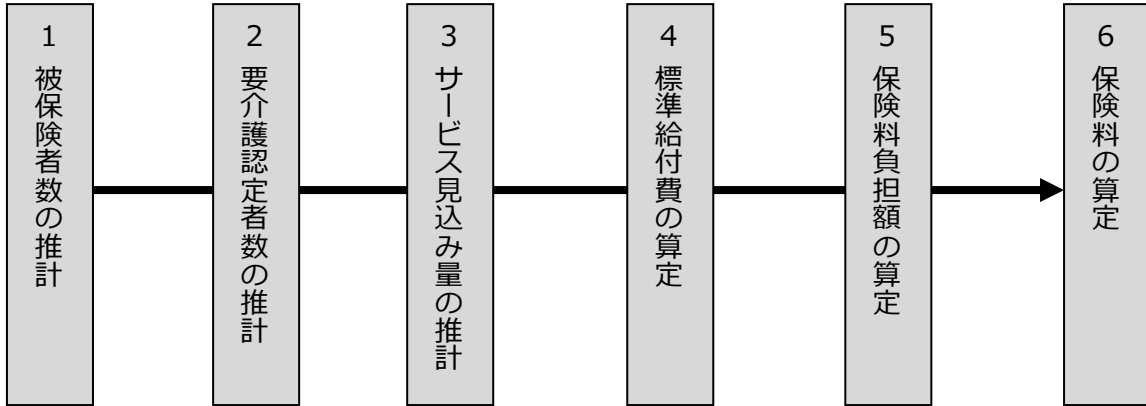 1 被保険者数の推計
2 要介護認定者数の推計
3 サービス見込み量の推計
4 標準給付費の算定
5 保険料負担額の算定
6 保険料の算定